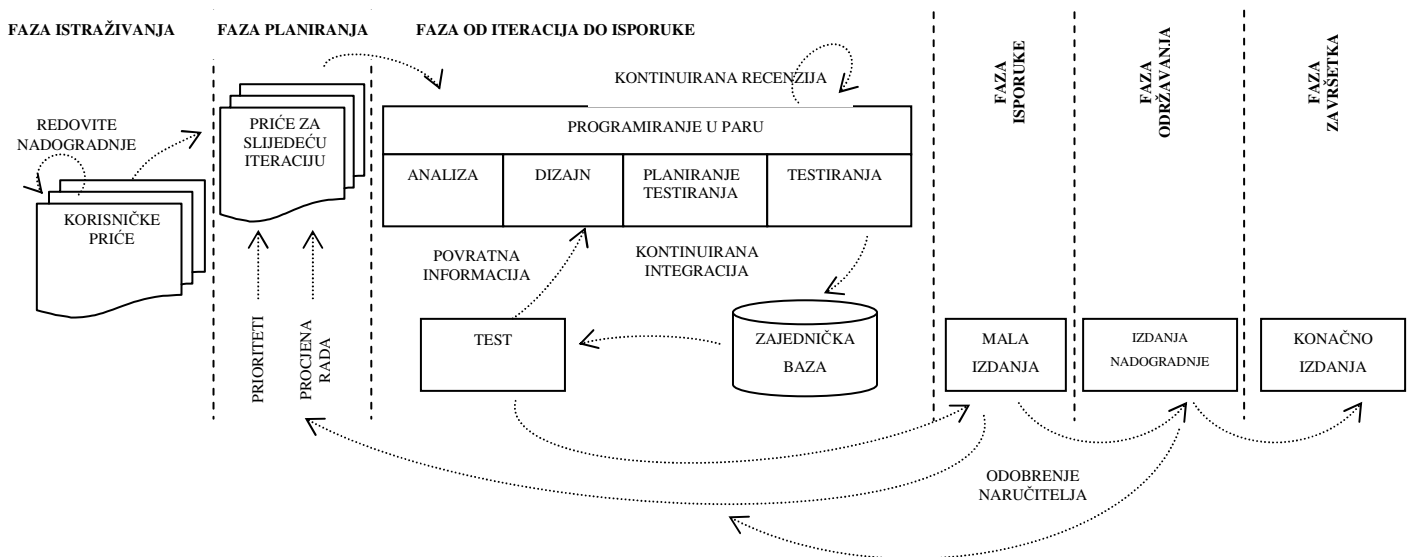 FAZA ISTRAŽIVANJA
FAZA PLANIRANJA
FAZA OD ITERACIJA DO ISPORUKE
FAZA
ISPORUKE
FAZA
ODRŽAVANJA
FAZA
ZAVRŠETKA
REDOVITE
NADOGRADNJE
KORISNIČKE
PRIĆE
PRIĆE ZA
SLIJEDEĆU
ITERACIJU
PRIORITETI
PROCJENA
RADA
KONTINUIRANA RECENZIJA
PROGRAMIRANJE U PARU
ANALIZA
DIZAJN
PLANIRANJE
TESTIRANJA
TESTIRANJA
POVRATNA
INFORMACIJA
KONTINUIRANA
INTEGRACIJA
TEST
ZAJEDNIČKA
BAZA
MALA
IZDANJA
IZDANJA
NADOGRADNJE
KONAČNO
IZDANJA
ODOBRENJE
NARUČITELJA